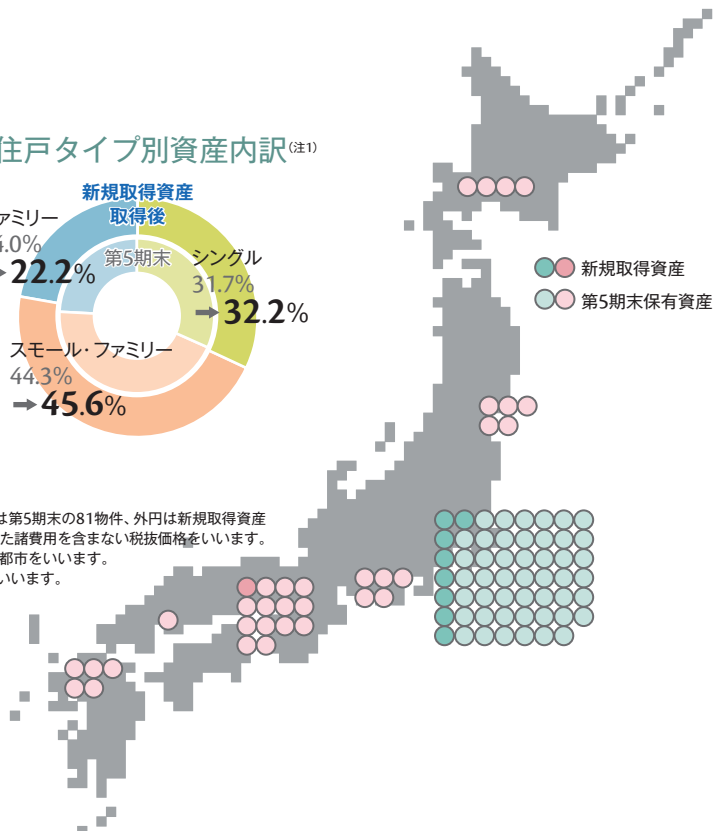 住戸タイプ別資産内訳(注1)
新規取得資産
取得後
第5期末
ァミリー
4.0%
→22.2%
シングル
31.7%
→32.2%
スモール・ファミリー
44.3%
→45.6%
新規取得資産
第5期末保有資産
は第5期末の81物件、外円は新規取得資産
た諸費用を含まない税抜価格をいいます。
都市をいいます。
いいます。